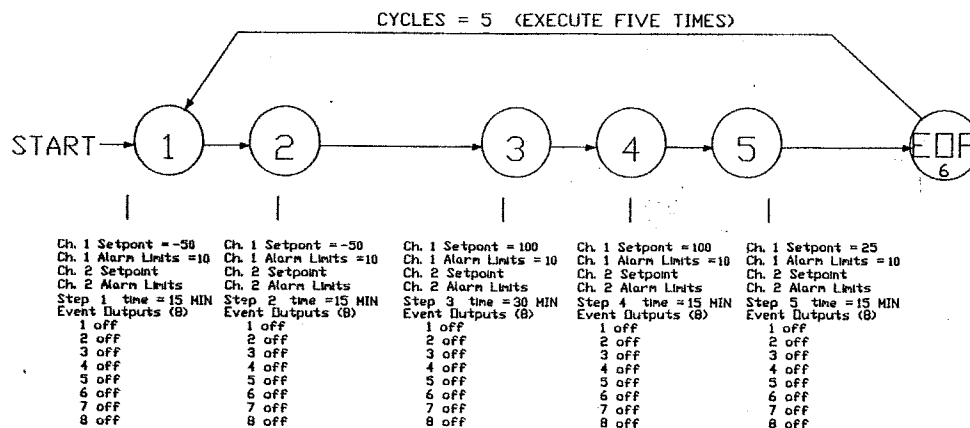 CYCLES = 5 (EXECUTE FIVE TIMES)
START 1 2 3 4 5 EOP
6
Ch. 1 Setpont = -50
Ch. 1 Alarm Limits = 10
Ch. 2 Setpoint
Ch. 2 Alarm Limits
Step 1 time = 15 MIN
Event Outputs (8)
1 off
2 off
3 off
4 off
5 off
6 off
7 off
8 off
Ch. 1 Setpont = -50
Ch. 1 Alarm Limits = 10
Ch. 2 Setpoint
Ch. 2 Alarm Limits
Step 2 time = 15 MIN
Event Outputs (8)
1 off
2 off
3 off
4 off
5 off
6 off
7 off
8 off
Ch. 1 Setpont = 100
Ch. 1 Alarm Limits = 10
Ch. 2 Setpoint
Ch. 2 Alarm Limits
Step 3 time = 30 MIN
Event Outputs (8)
1 off
2 off
3 off
4 off
5 off
6 off
7 off
8 off
Ch. 1 Setpont = 100
Ch. 1 Alarm Limits = 10
Ch. 2 Setpoint
Ch. 2 Alarm Limits
Step 4 time = 15 MIN
Event Outputs (8)
1 off
2 off
3 off
4 off
5 off
6 off
7 off
8 off
Ch. 1 Setpont = 25
Ch. 1 Alarm Limits = 10
Ch. 2 Setpoint
Ch. 2 Alarm Limits
Step 5 time = 15 MIN
Event Outputs (8)
1 off
2 off
3 off
4 off
5 off
6 off
7 off
8 off